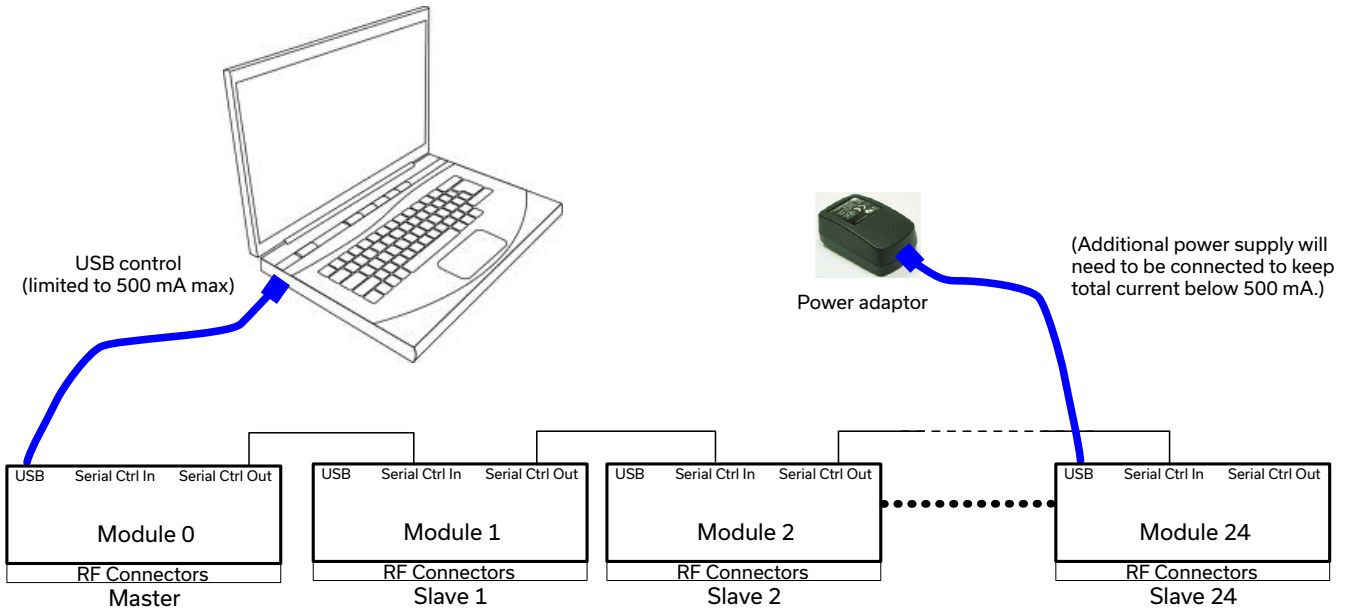 USB control
(limited to 500 mA max)
Power adaptor
(Additional power supply will
need to be connected to keep
total current below 500 mA.)
USB Serial Ctrl In Serial Ctrl Out
Module 0
RF Connectors
Master
USB Serial Ctrl In Serial Ctrl Out
Module 1
RF Connectors
Slave 1
USB Serial Ctrl In Serial Ctrl Out
Module 2
RF Connectors
Slave 2
USB Serial Ctrl In Serial Ctrl Out
Module 24
RF Connectors
Slave 24